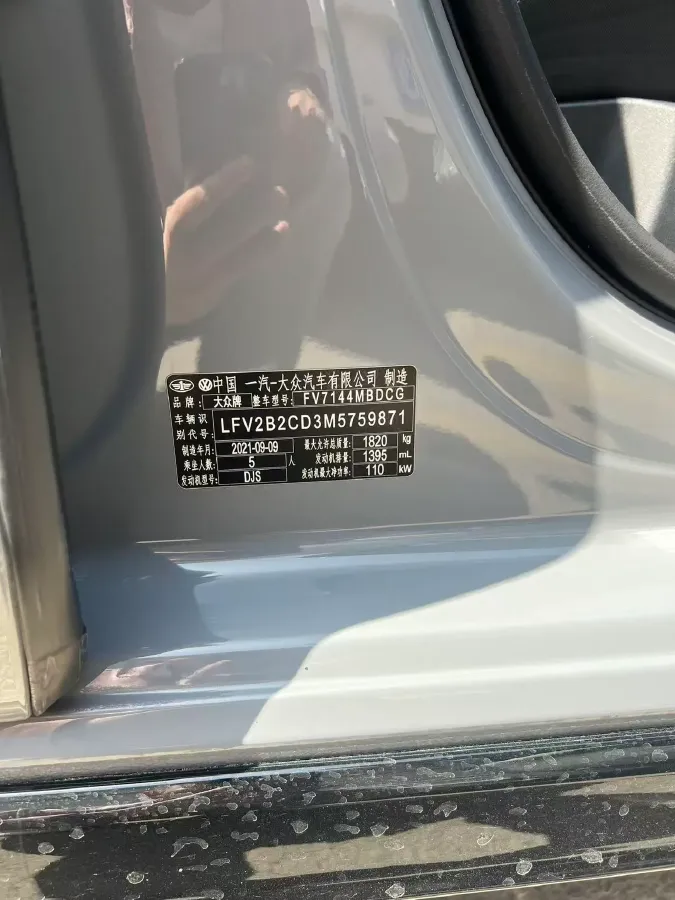 中国 一汽-大众汽车有限公司 制造
品牌: 大众牌 整车型号: FV7144MBDCG
车辆识别代号: LFV2B2CD3M5759871
制造年月: 2021-09-09 最大允许总质量: 1820 kg
乘坐人数: 5 人 发动机排量: 1395 mL
发动机型号: DJS 发动机最大净功率: 110 kW